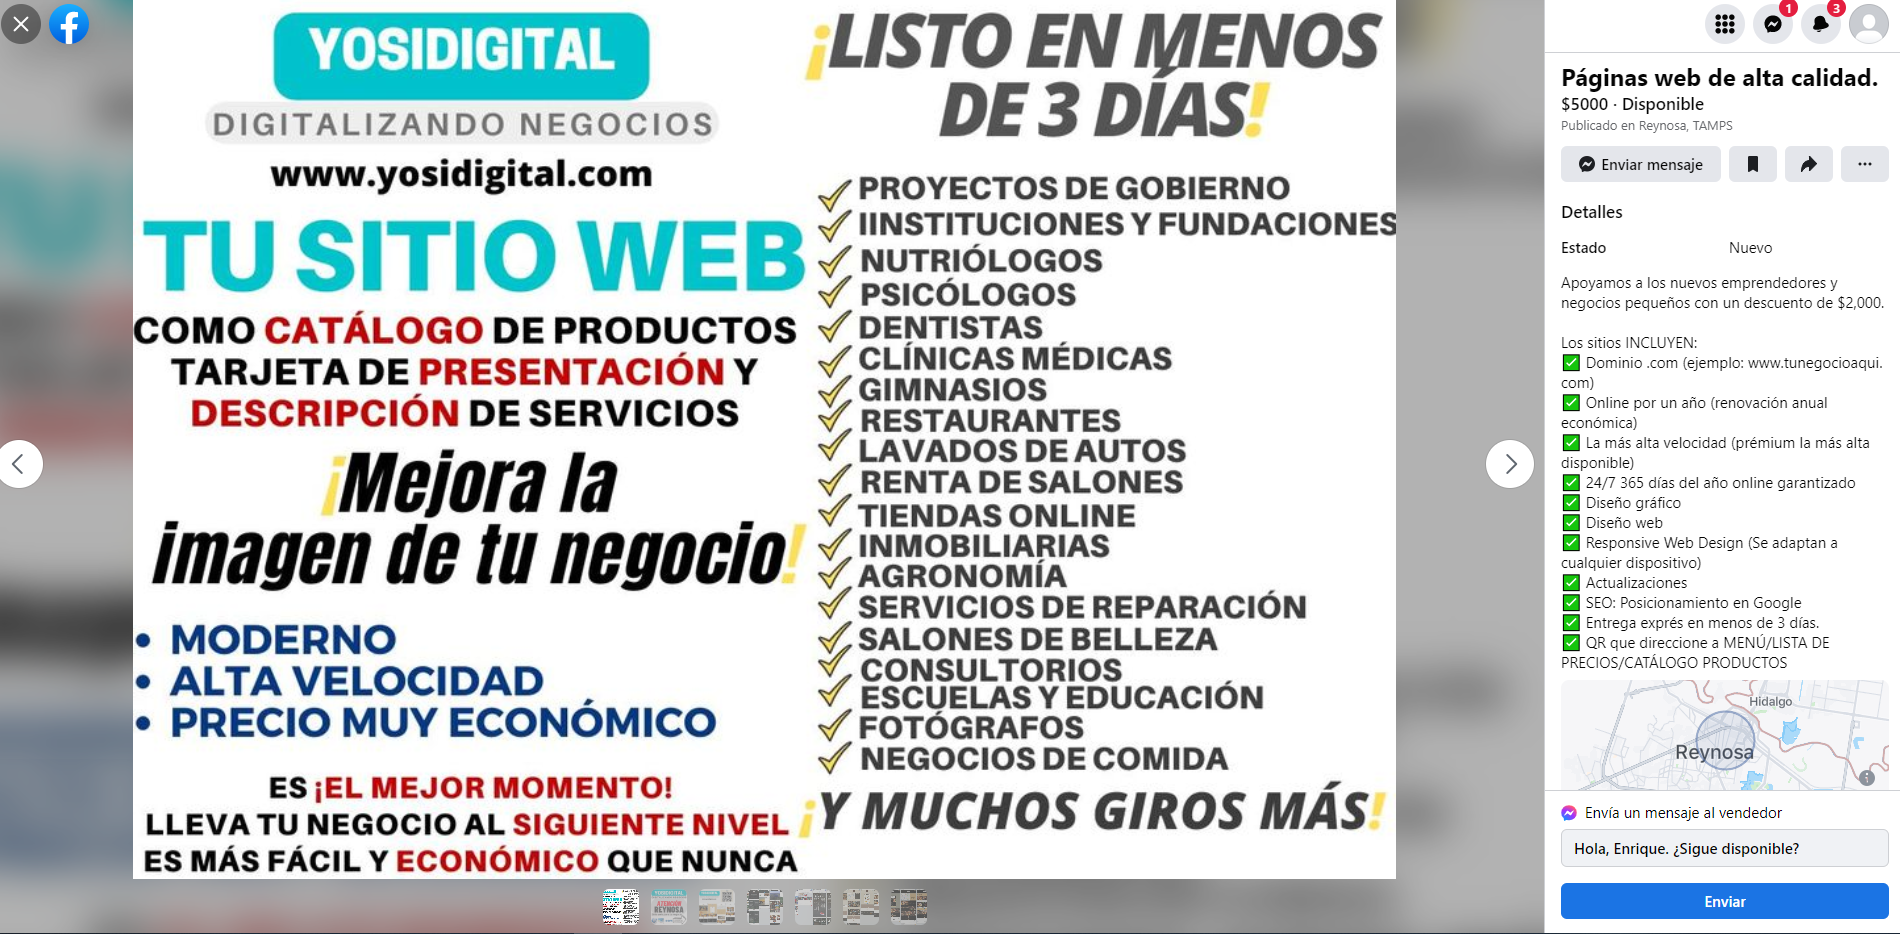 YOSIDIGITAL
DIGITALIZANDO NEGOCIOS
www.yosidigital.com
TU SITIO WEB
COMO CATÁLOGO DE PRODUCTOS
TARJETA DE PRESENTACIÓN Y
DESCRIPCIÓN DE SERVICIOS
¡Mejora la
imagen de tu negocio!
• MODERNO
• ALTA VELOCIDAD
• PRECIO MUY ECONÓMICO
ES ¡EL MEJOR MOMENTO!
LLEVA TU NEGOCIO AL SIGUIENTE NIVEL
ES MÁS FÁCIL Y ECONÓMICO QUE NUNCA
¡LISTO EN MENOS
DE 3 DÍAS!
PROYECTOS DE GOBIERNO
IINSTITUCIONES Y FUNDACIONES
NUTRIÓLOGOS
PSICÓLOGOS
DENTISTAS
CLÍNICAS MÉDICAS
GIMNASIOS
RESTAURANTES
LAVADOS DE AUTOS
RENTA DE SALONES
TIENDAS ONLINE
INMOBILIARIAS
AGRONOMÍA
SERVICIOS DE REPARACIÓN
SALONES DE BELLEZA
CONSULTORIOS
ESCUELAS Y EDUCACIÓN
FOTÓGRAFOS
NEGOCIOS DE COMIDA
¡Y MUCHOS GIROS MÁS!
1
3
Páginas web de alta calidad.
$5000 · Disponible
Publicado en Reynosa, TAMPS
Enviar mensaje
Detalles
Estado Nuevo
Apoyamos a los nuevos emprendedores y
negocios pequeños con un descuento de $2,000.
Los sitios INCLUYEN:
✅ Dominio .com (ejemplo: www.tunegocioaqui.
com)
✅ Online por un año (renovación anual
económica)
✅ La más alta velocidad (prémium la más alta
disponible)
✅ 24/7 365 días del año online garantizado
✅ Diseño gráfico
✅ Diseño web
✅ Responsive Web Design (Se adaptan a
cualquier dispositivo)
✅ Actualizaciones
✅ SEO: Posicionamiento en Google
✅ Entrega exprés en menos de 3 días.
✅ QR que direccione a MENÚ/LISTA DE
PRECIOS/CATÁLOGO PRODUCTOS
Hidalgo
Reynosa
Envía un mensaje al vendedor
Hola, Enrique. ¿Sigue disponible?
Enviar
YOSIDIGITAL
ATENCIÓN
REYNOSA